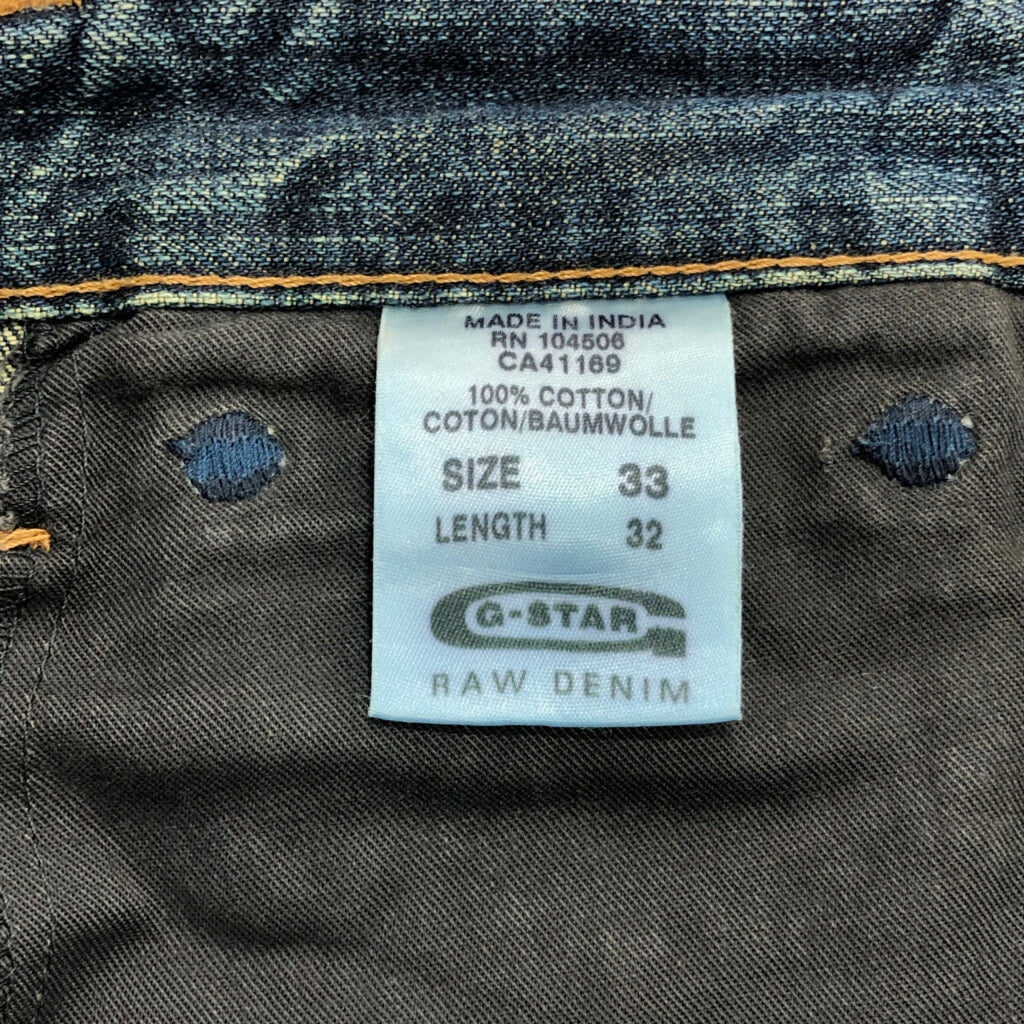 MADE IN INDIA
RN 104506
CA41169
100% COTTON/
COTON/BAUMWOLLE
SIZE 33
LENGTH 32
G-STAR
RAW DENIM